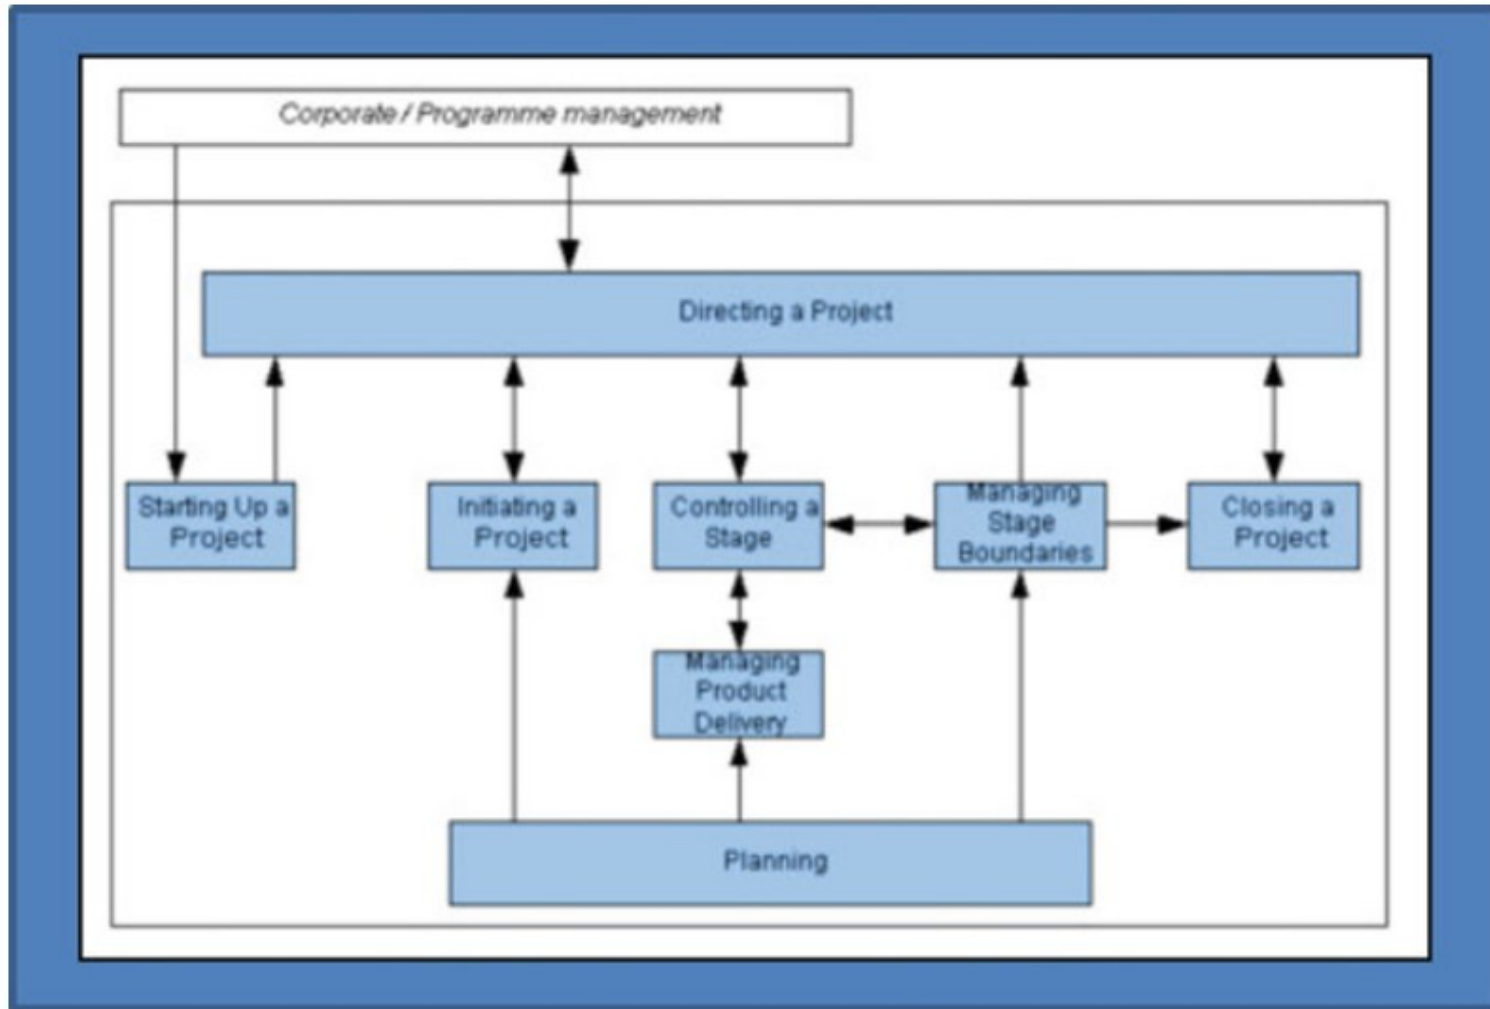 Corporate / Programme management
Directing a Project
Starting Up a
Project
Initiating a
Project
Controlling a
Stage
Managing
Stage
Boundaries
Closing a
Project
Managing
Product
Delivery
Planning